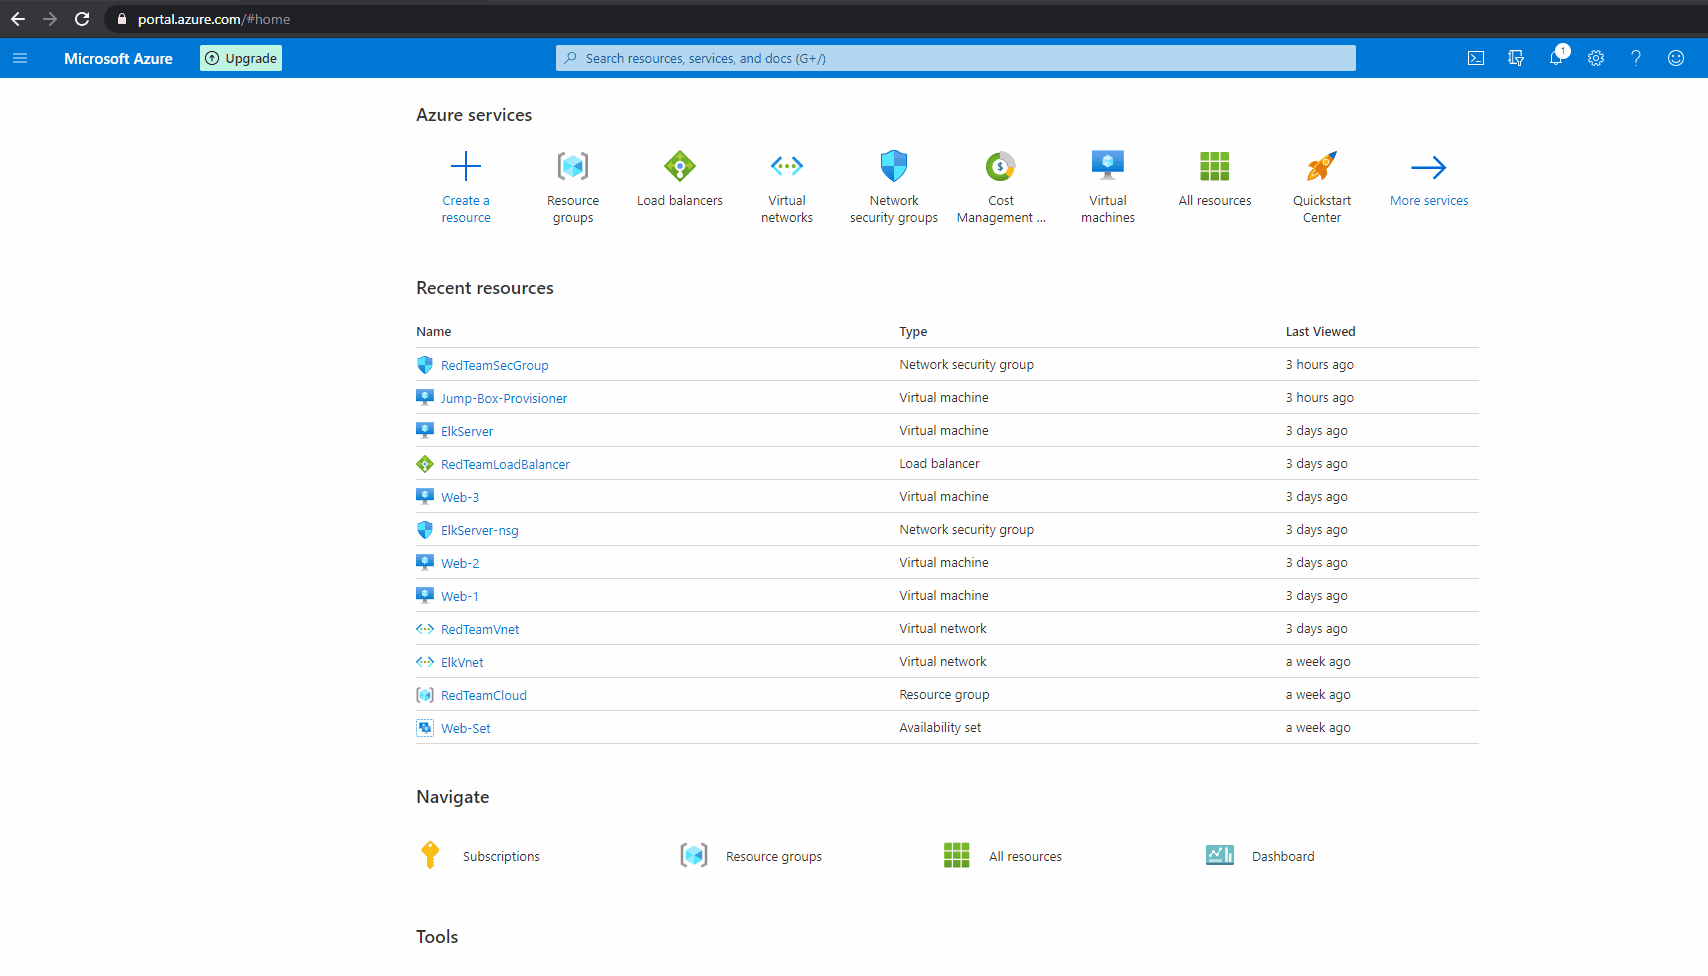 portal.azure.com/#home
Microsoft Azure
Upgrade
Search resources, services, and docs (G+/)
1
Azure services
Create a
resource
Resource
groups
Load balancers
Virtual
networks
Network
security groups
Cost
Management ...
Virtual
machines
All resources
Quickstart
Center
More services
Recent resources
Name Type Last Viewed
RedTeamSecGroup Network security group 3 hours ago
Jump-Box-Provisioner Virtual machine 3 hours ago
ElkServer Virtual machine 3 days ago
RedTeamLoadBalancer Load balancer 3 days ago
Web-3 Virtual machine 3 days ago
ElkServer-nsg Network security group 3 days ago
Web-2 Virtual machine 3 days ago
Web-1 Virtual machine 3 days ago
RedTeamVnet Virtual network 3 days ago
ElkVnet Virtual network a week ago
RedTeamCloud Resource group a week ago
Web-Set Availability set a week ago
Navigate
Subscriptions Resource groups All resources Dashboard
Tools